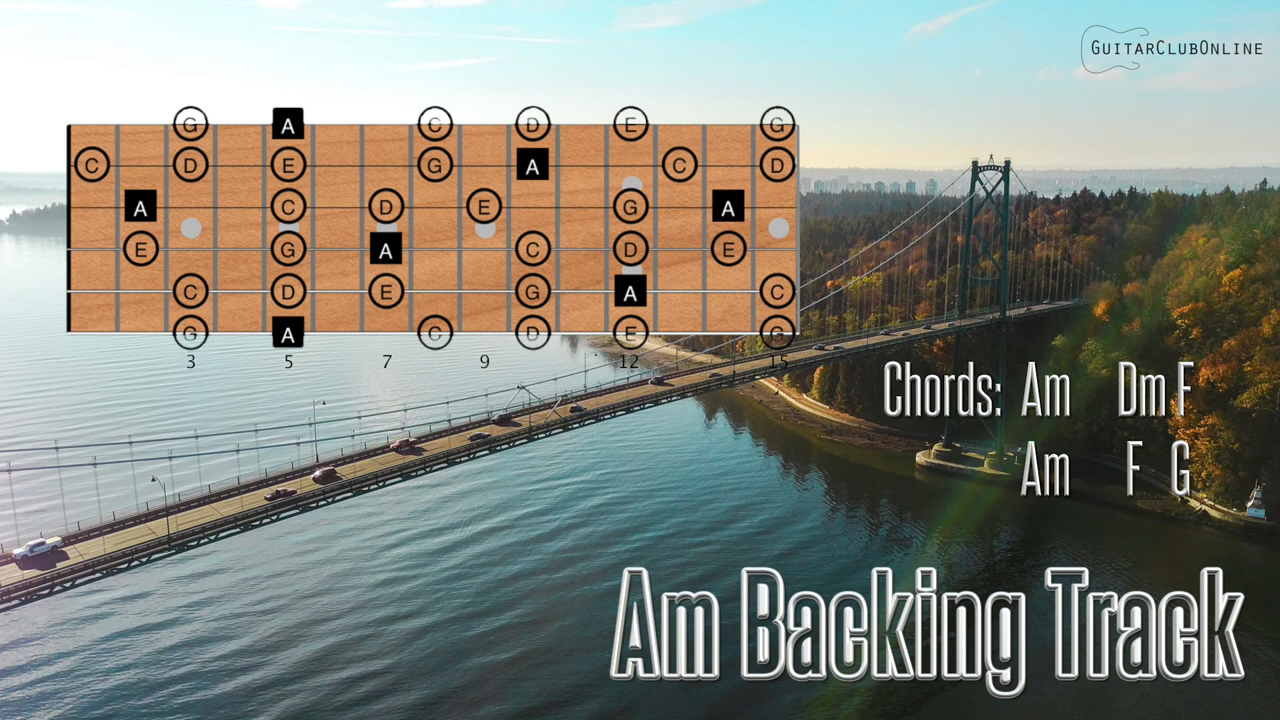 GuitarClubOnline
G A C D E G
C D E G A C D
A C D E G A
E G A C D E
C D E G A C
G A C D E G
3 5 7 9 12 15
Chords: Am Dm F
Am F G
Am Backing Track